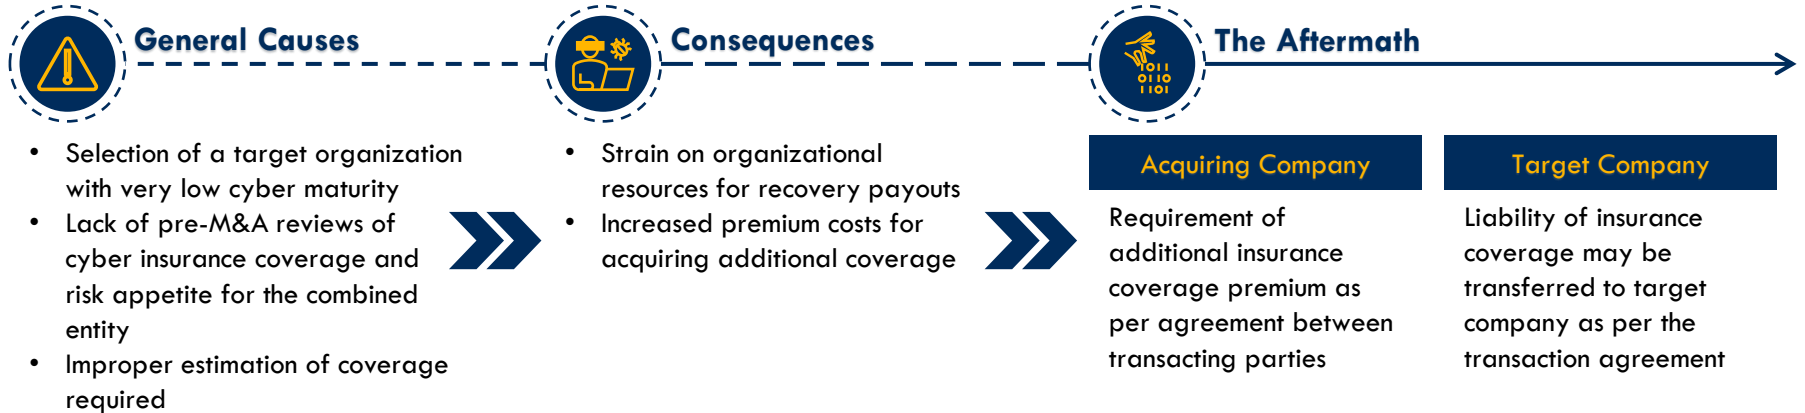 General Causes
• Selection of a target organization
with very low cyber maturity
• Lack of pre-M&A reviews of
cyber insurance coverage and
risk appetite for the combined
entity
• Improper estimation of coverage
required
Consequences
• Strain on organizational
resources for recovery payouts
• Increased premium costs for
acquiring additional coverage
The Aftermath
1011
0110
1101
Acquiring Company
Requirement of
additional insurance
coverage premium as
per agreement between
transacting parties
Target Company
Liability of insurance
coverage may be
transferred to target
company as per the
transaction agreement